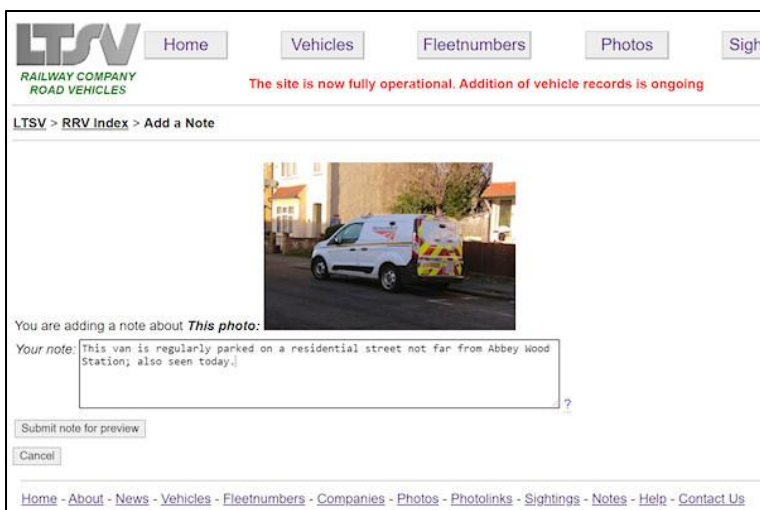 LTSV
RAILWAY COMPANY
ROAD VEHICLES
Home
Vehicles
Fleetnumbers
Photos
Sigh
The site is now fully operational. Addition of vehicle records is ongoing
LTSV > RRV Index > Add a Note
You are adding a note about This photo:
Your note:
This van is regularly parked on a residential street not far from Abbey Wood
Station; also seen today.
?
Submit note for preview
Cancel
Home - About - News - Vehicles - Fleetnumbers - Companies - Photos - Photolinks - Sightings - Notes - Help - Contact Us